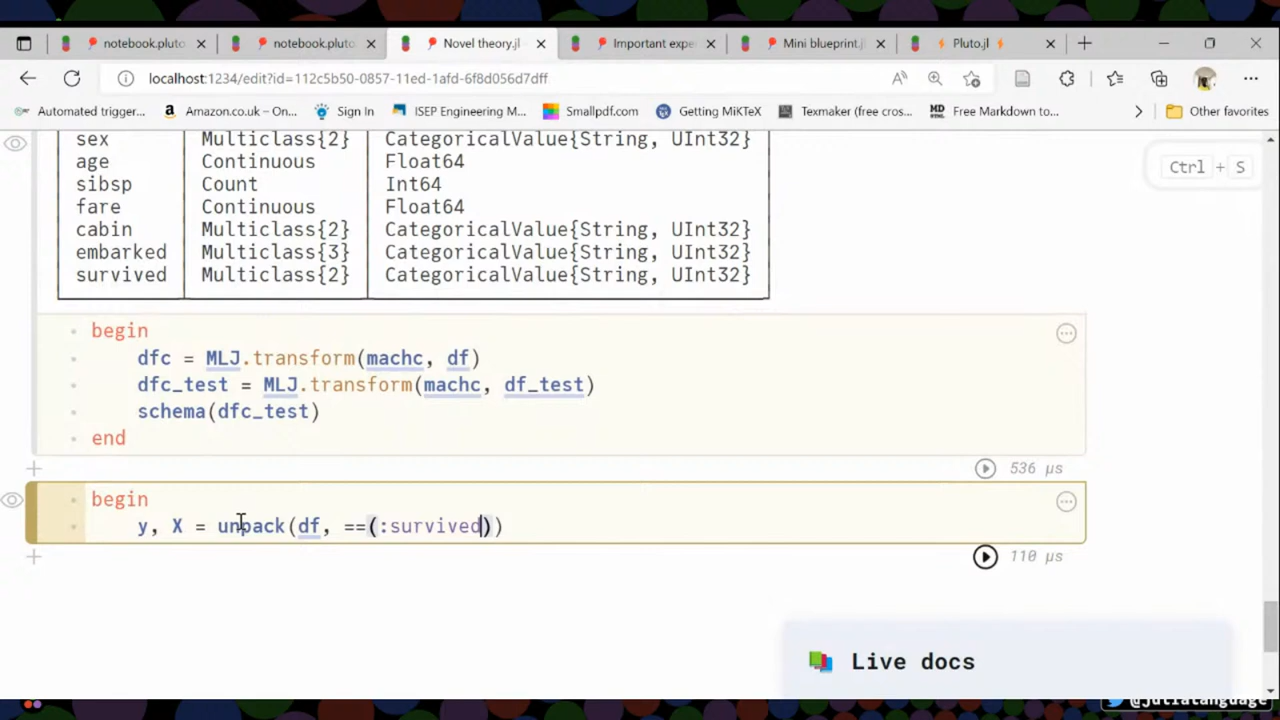 notebook.pluto
notebook.pluto
Novel theory.jl
Important expe
Mini blueprint.jl
Pluto.jl
localhost:1234/edit?id=112c5b50-0857-11ed-1afd-6f8d056d7dff
Automated trigger...
Amazon.co.uk – On...
Sign In
ISEP Engineering M...
Smallpdf.com
Getting MiKTeX
Texmaker (free cros...
Free Markdown to...
Other favorites
Ctrl + S
sex Multiclass{2} CategoricalValue{String, UInt32}
age Continuous Float64
sibsp Count Int64
fare Continuous Float64
cabin Multiclass{2} CategoricalValue{String, UInt32}
embarked Multiclass{3} CategoricalValue{String, UInt32}
survived Multiclass{2} CategoricalValue{String, UInt32}
begin
dfc = MLJ.transform(machc, df)
dfc_test = MLJ.transform(machc, df_test)
schema(dfc_test)
end
536 μs
begin
y, X = unpack(df, ==(:survived))
110 μs
Live docs
@julialanguage